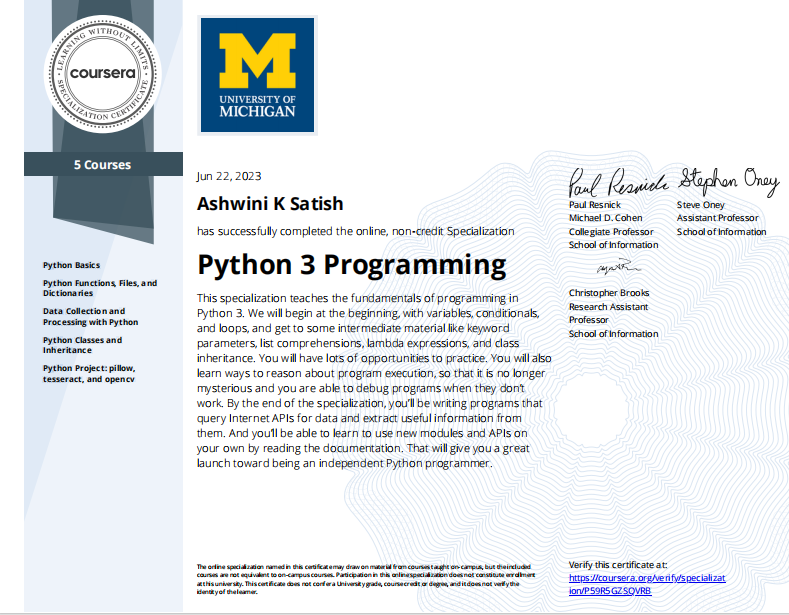 LEARNING WITHOUT LIMITS
coursera
SPECIALIZATION CERTIFICATE
5 Courses
Python Basics
Python Functions, Files, and
Dictionaries
Data Collection and
Processing with Python
Python Classes and
Inheritance
Python Project: pillow,
tesseract, and opencv
M
UNIVERSITY OF
MICHIGAN
Jun 22, 2023
Ashwini K Satish
has successfully completed the online, non-credit Specialization
Python 3 Programming
This specialization teaches the fundamentals of programming in
Python 3. We will begin at the beginning, with variables, conditionals,
and loops, and get to some intermediate material like keyword
parameters, list comprehensions, lambda expressions, and class
inheritance. You will have lots of opportunities to practice. You will also
learn ways to reason about program execution, so that it is no longer
mysterious and you are able to debug programs when they don't
work. By the end of the specialization, you'll be writing programs that
query Internet APIs for data and extract useful information from
them. And you'll be able to learn to use new modules and APIs on
your own by reading the documentation. That will give you a great
launch toward being an independent Python programmer.
Paul Resnick
Paul Resnick
Michael D. Cohen
Collegiate Professor
School of Information
Stephen Oney
Steve Oney
Assistant Professor
School of Information
Christopher Brooks
Research Assistant
Professor
School of Information
The online specialization named in this certificate may draw on material from courses taught on-campus, but the included
courses are not equivalent to on-campus courses. Participation in this online specialization does not constitute enrollment
at this university. This certificate does not confer a University grade, course credit or degree, and it does not verify the
identity of the learner.
Verify this certificate at:
https://coursera.org/verify/specializat
ion/P59R5GZSQVRB